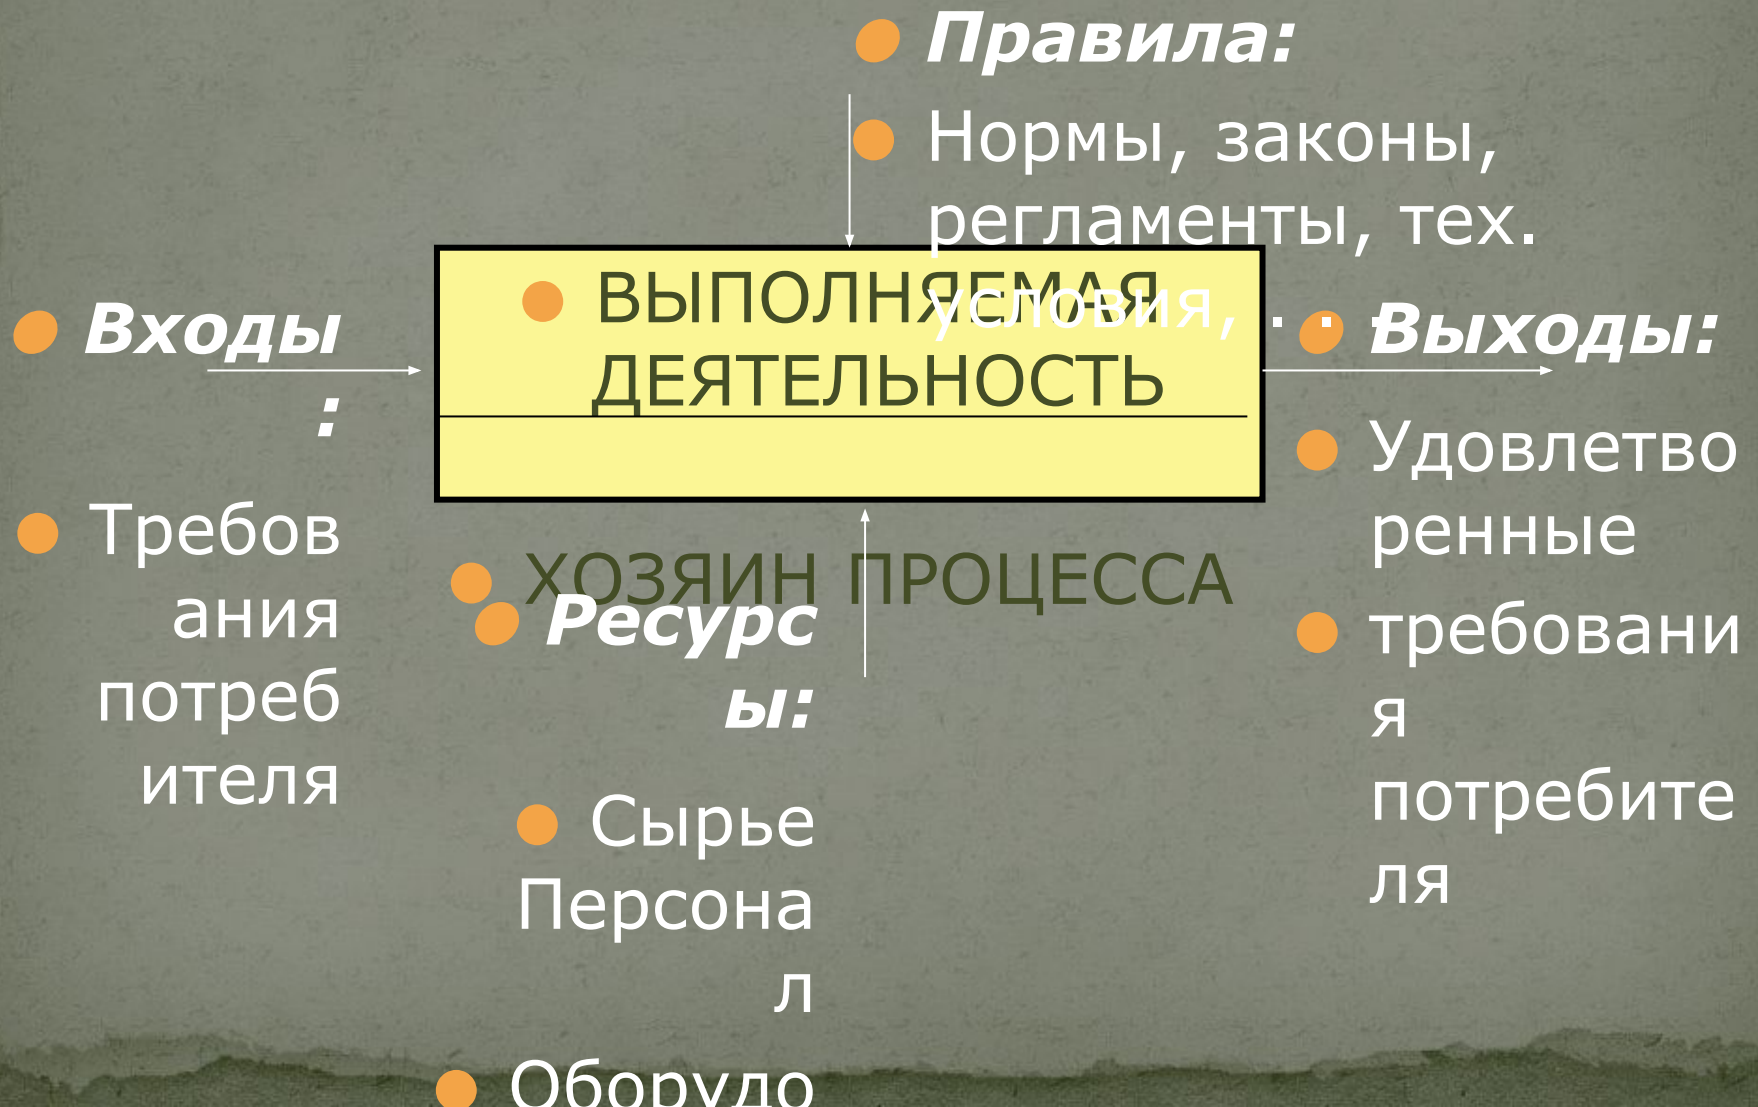 Правила:
Нормы, законы,
регламенты, тех.
условия, . . .
ВЫПОЛНЯЕМАЯ
ДЕЯТЕЛЬНОСТЬ
ХОЗЯИН ПРОЦЕССА
Входы
:
Требов
ания
потреб
ителя
Ресурс
ы:
Сырье
Персона
л
Оборудо
Выходы:
Удовлетво
ренные
требовани
я
потребите
ля